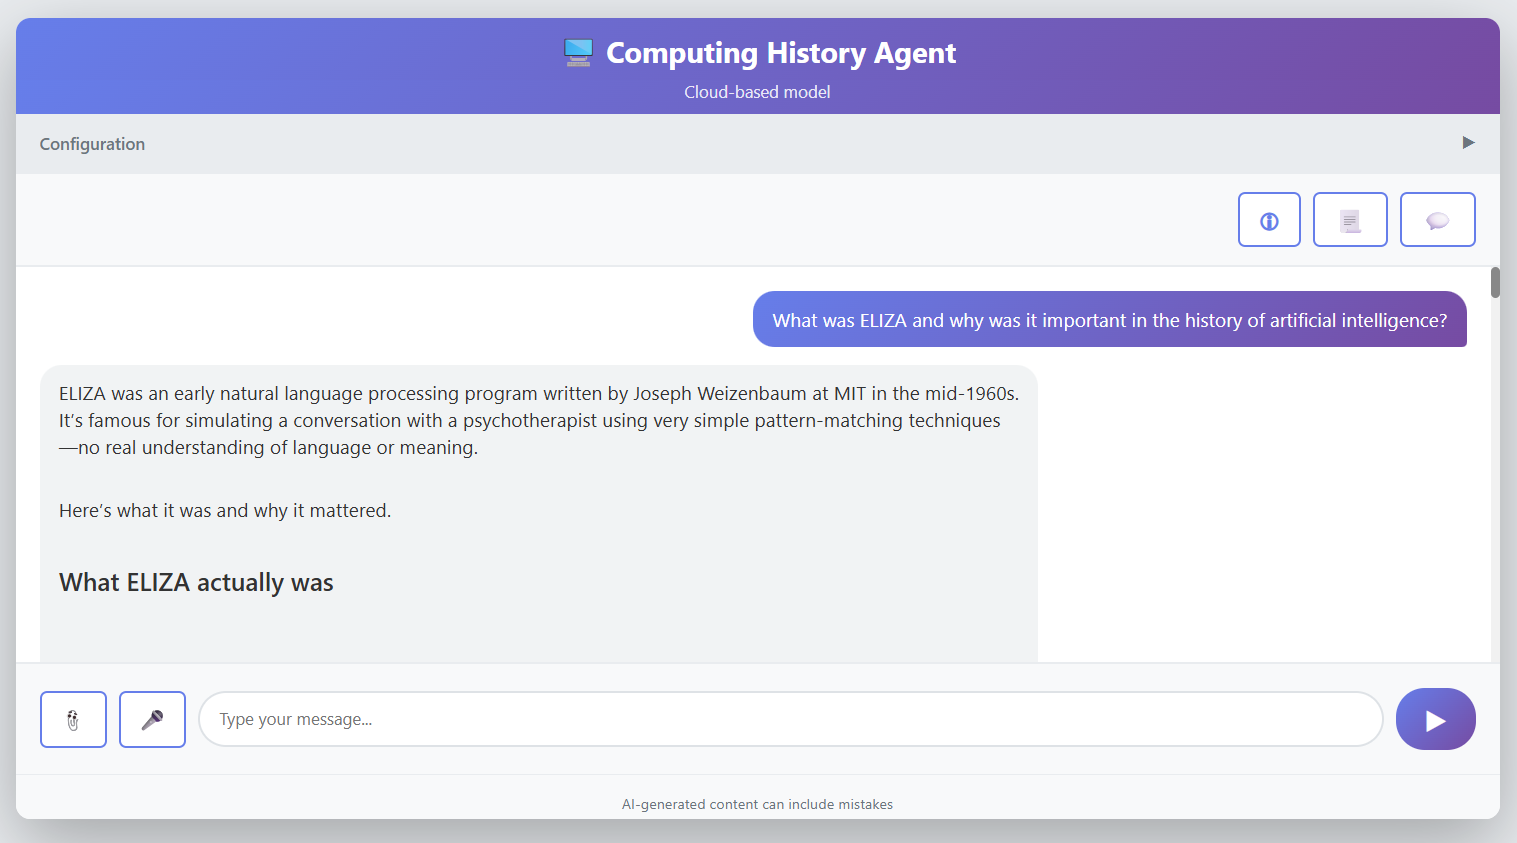 Computing History Agent
Cloud-based model
Configuration
What was ELIZA and why was it important in the history of artificial intelligence?
ELIZA was an early natural language processing program written by Joseph Weizenbaum at MIT in the mid-1960s.
It’s famous for simulating a conversation with a psychotherapist using very simple pattern-matching techniques
—no real understanding of language or meaning.
Here’s what it was and why it mattered.
What ELIZA actually was
Type your message...
AI-generated content can include mistakes